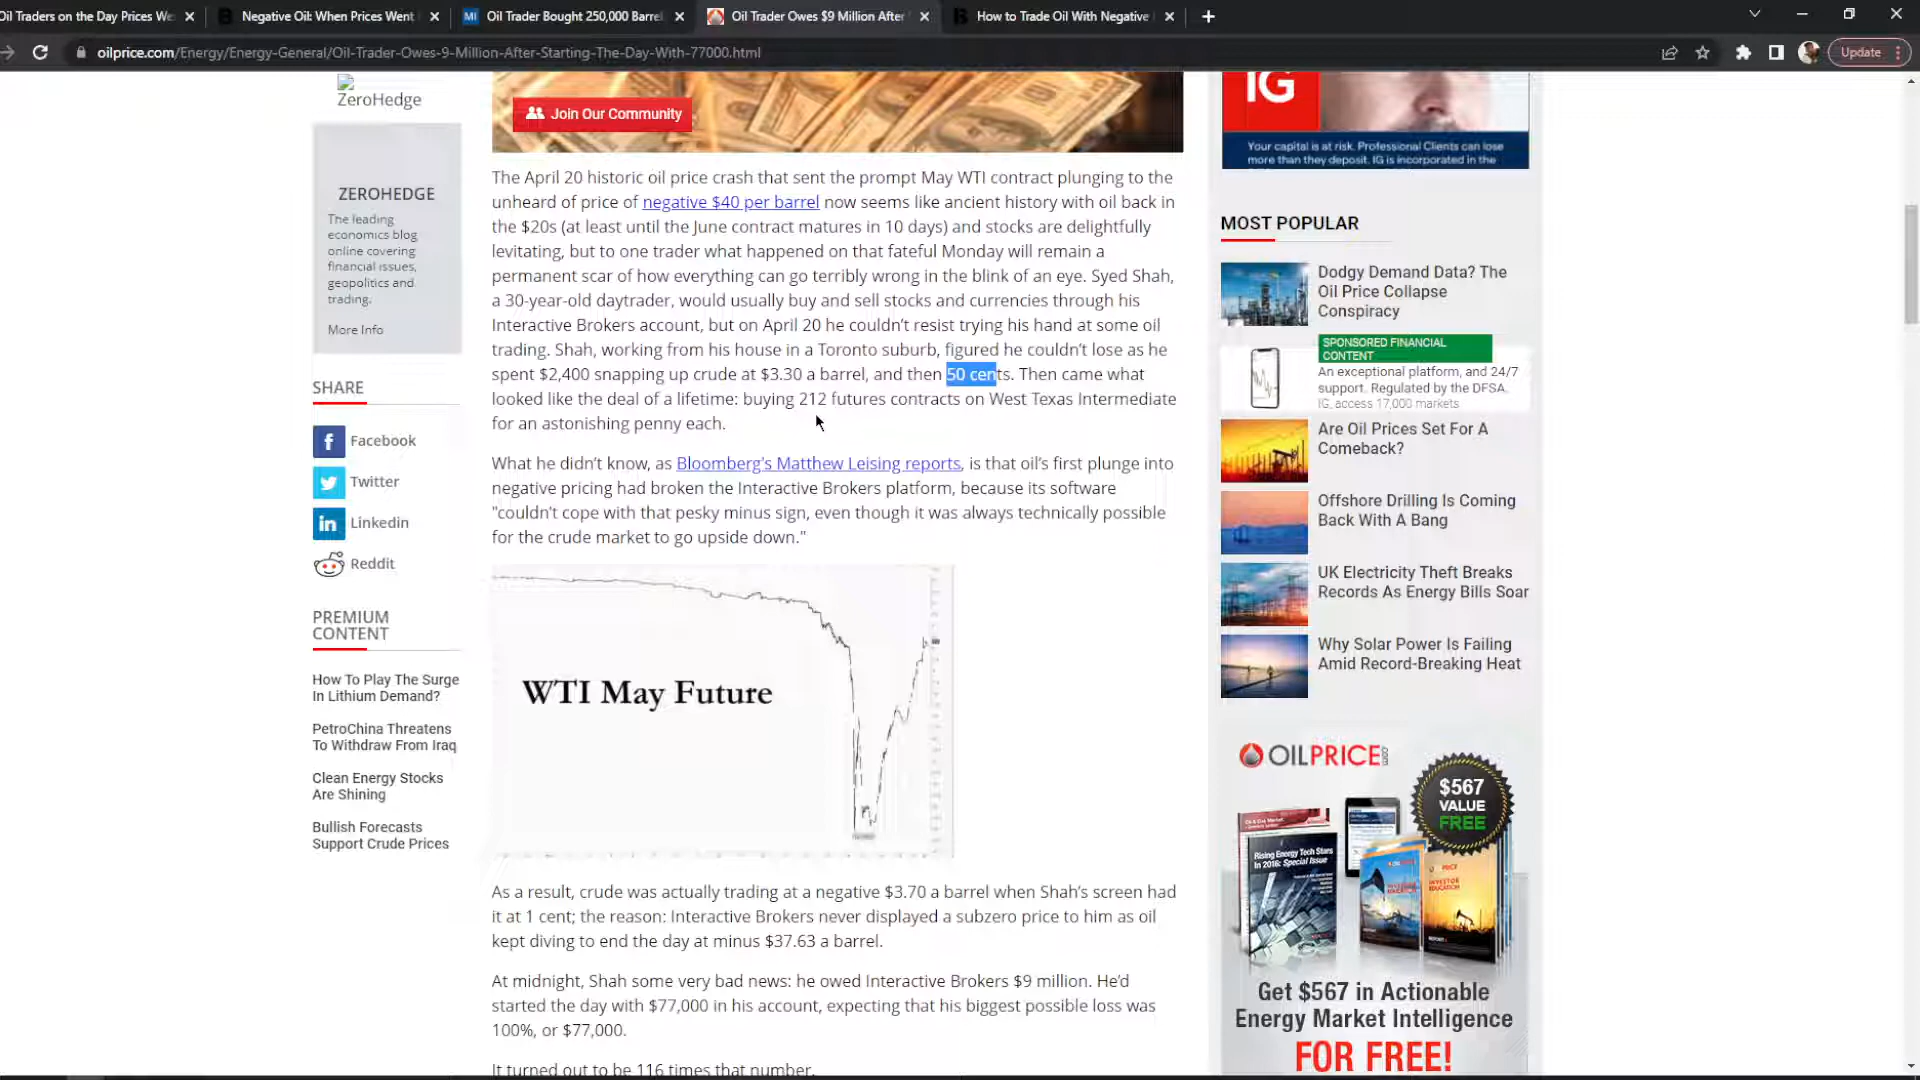 Oil Traders on the Day Prices We
Negative Oil: When Prices Went
MI
Oil Trader Bought 250,000 Barre
Oil Trader Owes $9 Million After
How to Trade Oil With Negative
oilprice.com/Energy/Energy-General/Oil-Trader-Owes-9-Million-After-Starting-The-Day-With-77000.html
Update
ZeroHedge
ZEROHEDGE
The leading
economics blog
online covering
financial issues,
geopolitics and
trading.
More Info
SHARE
Facebook
Twitter
in
Linkedin
Reddit
PREMIUM
CONTENT
How To Play The Surge
In Lithium Demand?
PetroChina Threatens
To Withdraw From Iraq
Clean Energy Stocks
Are Shining
Bullish Forecasts
Support Crude Prices
Join Our Community
The April 20 historic oil price crash that sent the prompt May WTI contract plunging to the
unheard of price of negative $40 per barrel now seems like ancient history with oil back in
the $20s (at least until the June contract matures in 10 days) and stocks are delightfully
levitating, but to one trader what happened on that fateful Monday will remain a
permanent scar of how everything can go terribly wrong in the blink of an eye. Syed Shah,
a 30-year-old daytrader, would usually buy and sell stocks and currencies through his
Interactive Brokers account, but on April 20 he couldn't resist trying his hand at some oil
trading. Shah, working from his house in a Toronto suburb, figured he couldn't lose as he
spent $2,400 snapping up crude at $3.30 a barrel, and then 50 cents. Then came what
looked like the deal of a lifetime: buying 212 futures contracts on West Texas Intermediate
for an astonishing penny each.
What he didn't know, as Bloomberg's Matthew Leising reports, is that oil's first plunge into
negative pricing had broken the Interactive Brokers platform, because its software
"couldn't cope with that pesky minus sign, even though it was always technically possible
for the crude market to go upside down."
WTI May Future
As a result, crude was actually trading at a negative $3.70 a barrel when Shah's screen had
it at 1 cent; the reason: Interactive Brokers never displayed a subzero price to him as oil
kept diving to end the day at minus $37.63 a barrel.
At midnight, Shah some very bad news: he owed Interactive Brokers $9 million. He'd
started the day with $77,000 in his account, expecting that his biggest possible loss was
100%, or $77,000.
It turned out to be 116 times that number.
IG
Your capital is at risk. Professional Clients can lose
more than they deposit. IG is incorporated in the
MOST POPULAR
Dodgy Demand Data? The
Oil Price Collapse
Conspiracy
SPONSORED FINANCIAL
CONTENT
An exceptional platform, and 24/7
support. Regulated by the DFSA.
IG, access 17,000 markets
Are Oil Prices Set For A
Comeback?
Offshore Drilling Is Coming
Back With A Bang
UK Electricity Theft Breaks
Records As Energy Bills Soar
Why Solar Power Is Failing
Amid Record-Breaking Heat
OILPRICE
$567
VALUE
FREE
Get $567 in Actionable
Energy Market Intelligence
FOR FREE!